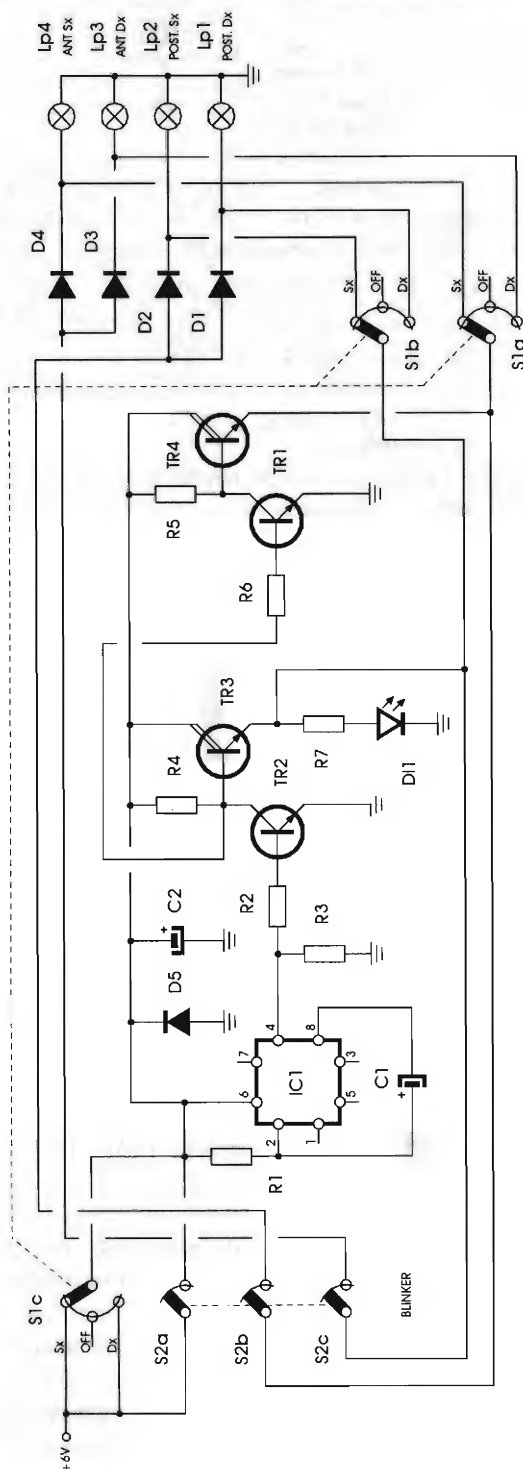 Lp4
ANT Sx
Lp3
ANT. Dx
Lp2
POST. Sx
Lp1
POST. Dx
D4
D3
D2
D1
Sx
OFF
Dx
S1b
Sx
OFF
Dx
S1a
TR4
TR1
R5
R6
TR3
TR2
R4
R7
DI1
C2
+
D5
R2
R3
4
8
7
3
IC1
6
5
2
1
C1
+
R1
S1c
Sx
OFF
Dx
+6V
S2a
S2b
S2c
BLINKER